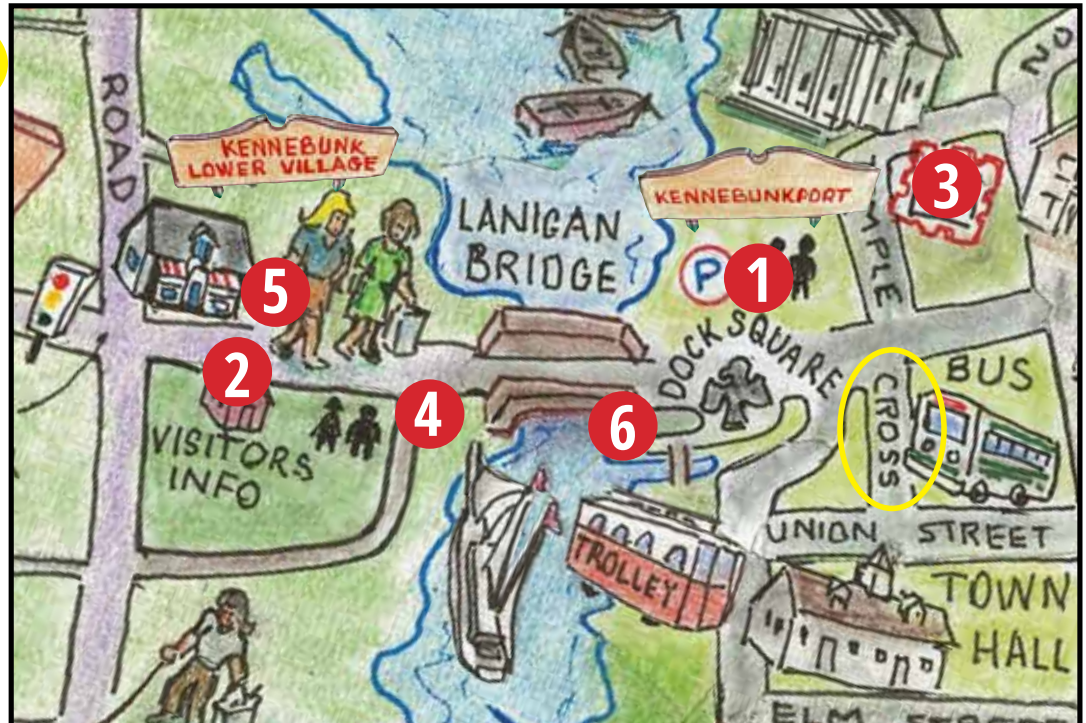 ROAD
KENNEBUNK
LOWER VILLAGE
KENNEBUNKPORT
LANIGAN
BRIDGE
P
1
3
5
2
4
6
DOCK SQUARE
CROSS
BUS
VISITORS
INFO
TROLLEY
UNION STREET
TOWN
HALL